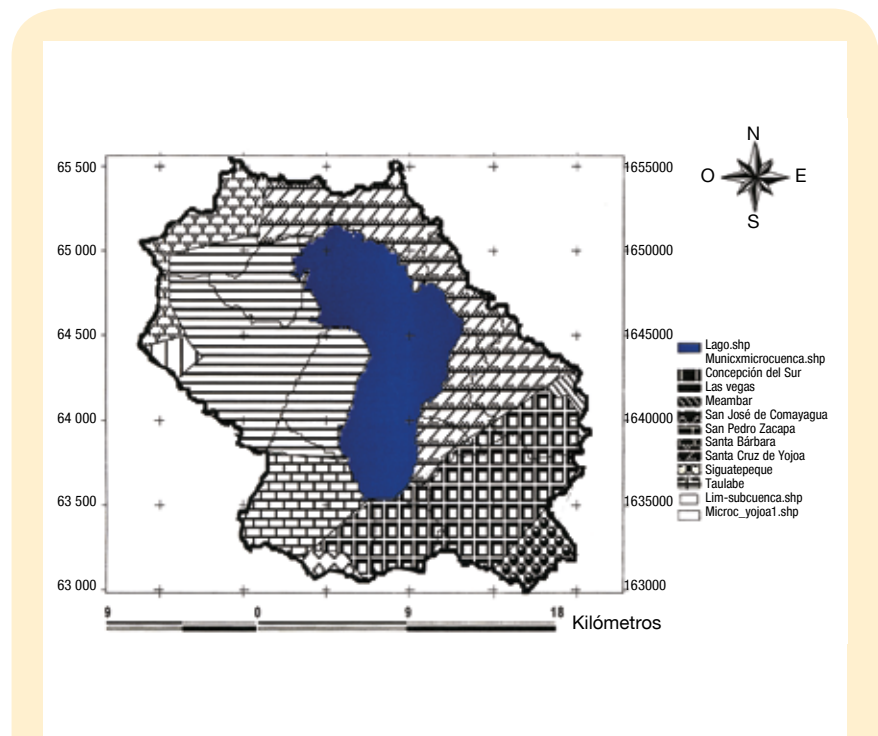 N
O E
S
65 500 1655000
65 000 1650000
64 500 1645000
64 000 1640000
63 500 1635000
63 000 163000
9 0 9 18 Kilómetros
Lago.shp
Municxmicrocuenca.shp
Concepción del Sur
Las vegas
Meambar
San José de Comayagua
San Pedro Zacapa
Santa Bárbara
Santa Cruz de Yojoa
Siguatepeque
Taulabe
Lim-subcuenca.shp
Microc_yojoa1.shp